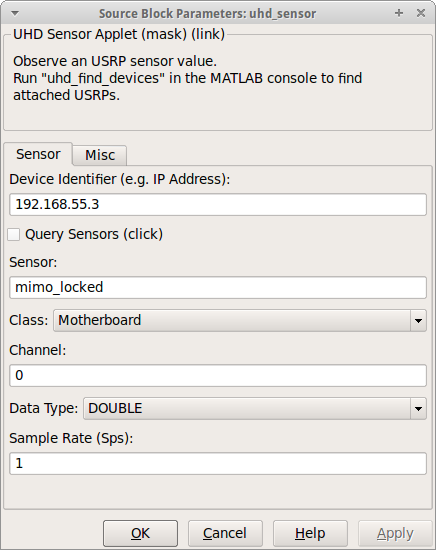 Source Block Parameters: uhd_sensor
UHD Sensor Applet (mask) (link)
Observe an USRP sensor value.
Run "uhd_find_devices" in the MATLAB console to find
attached USRPs.
Sensor
Misc
Device Identifier (e.g. IP Address):
192.168.55.3
Query Sensors (click)
Sensor:
mimo_locked
Class: Motherboard
Channel:
0
Data Type: DOUBLE
Sample Rate (Sps):
1
OK
Cancel
Help
Apply